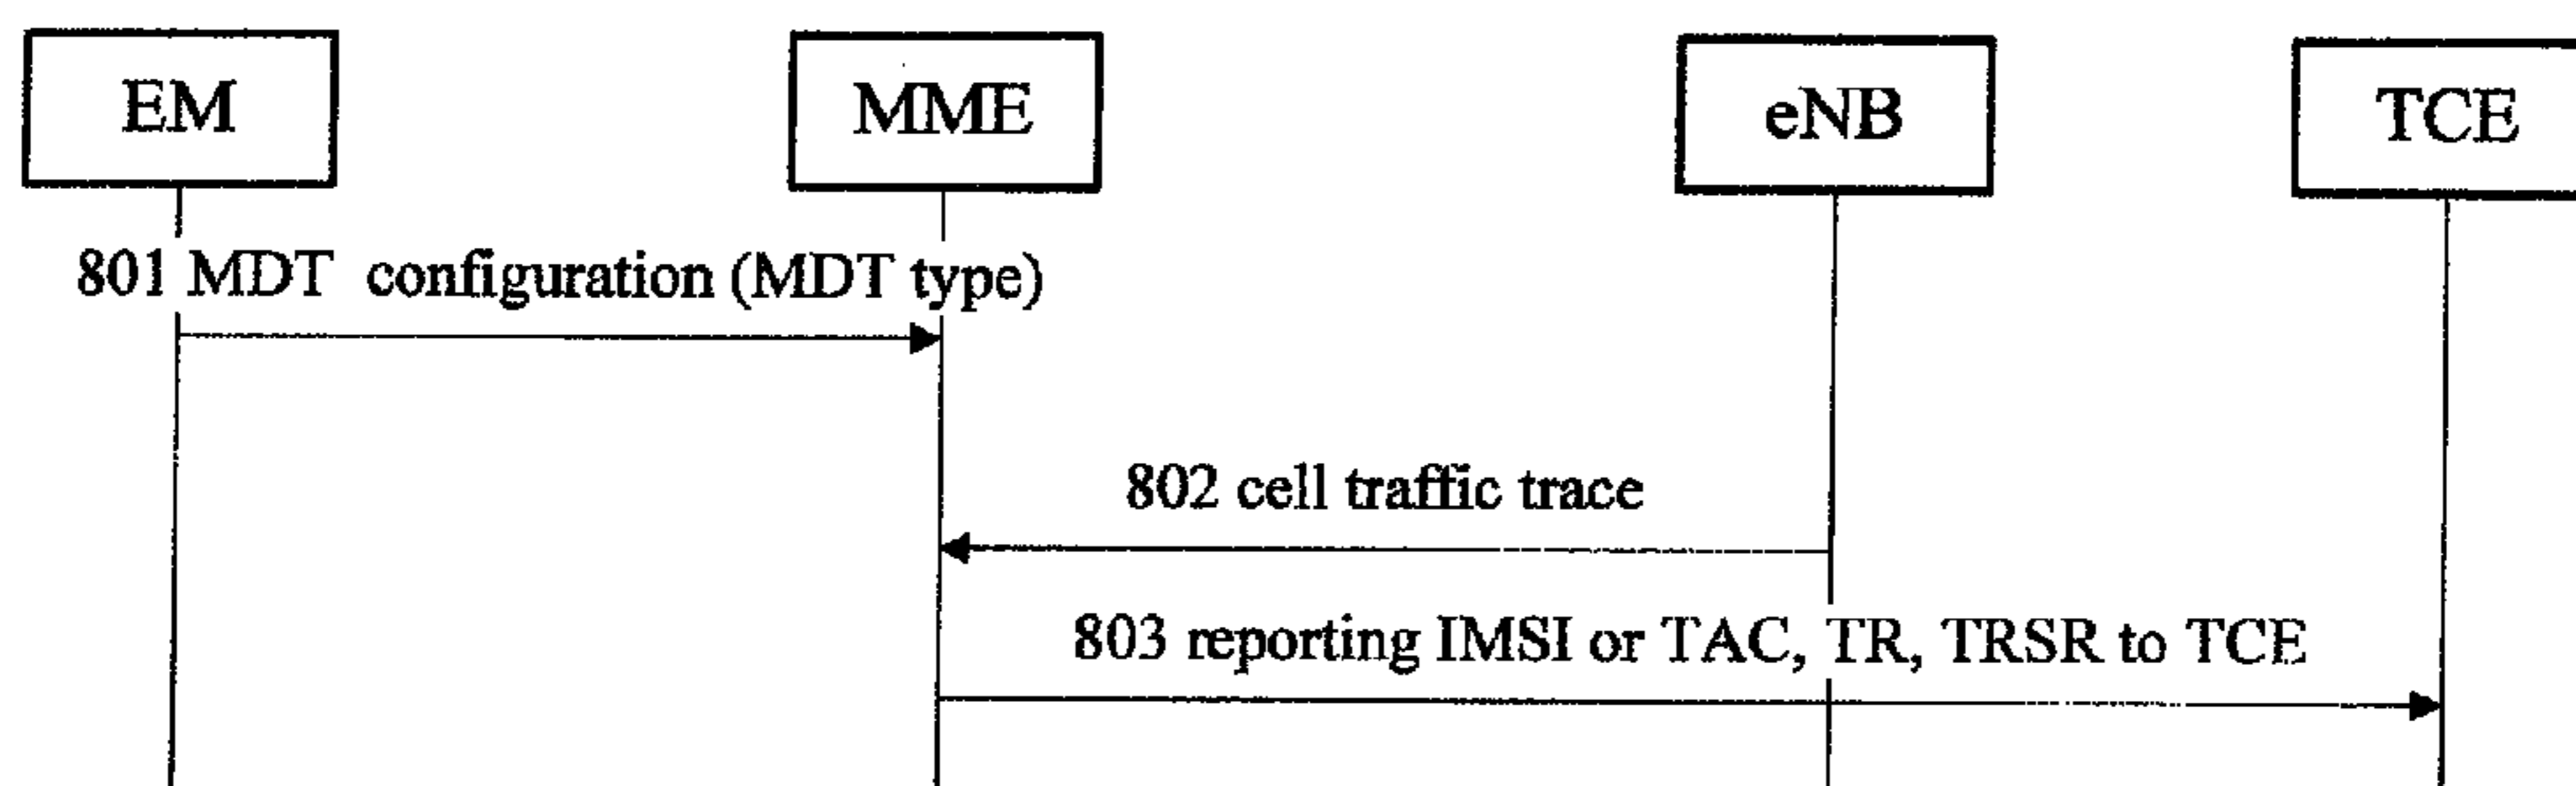 EM
MME
eNB
TCE
801 MDT configuration (MDT type)
802 cell traffic trace
803 reporting IMSI or TAC, TR, TRSR to TCE